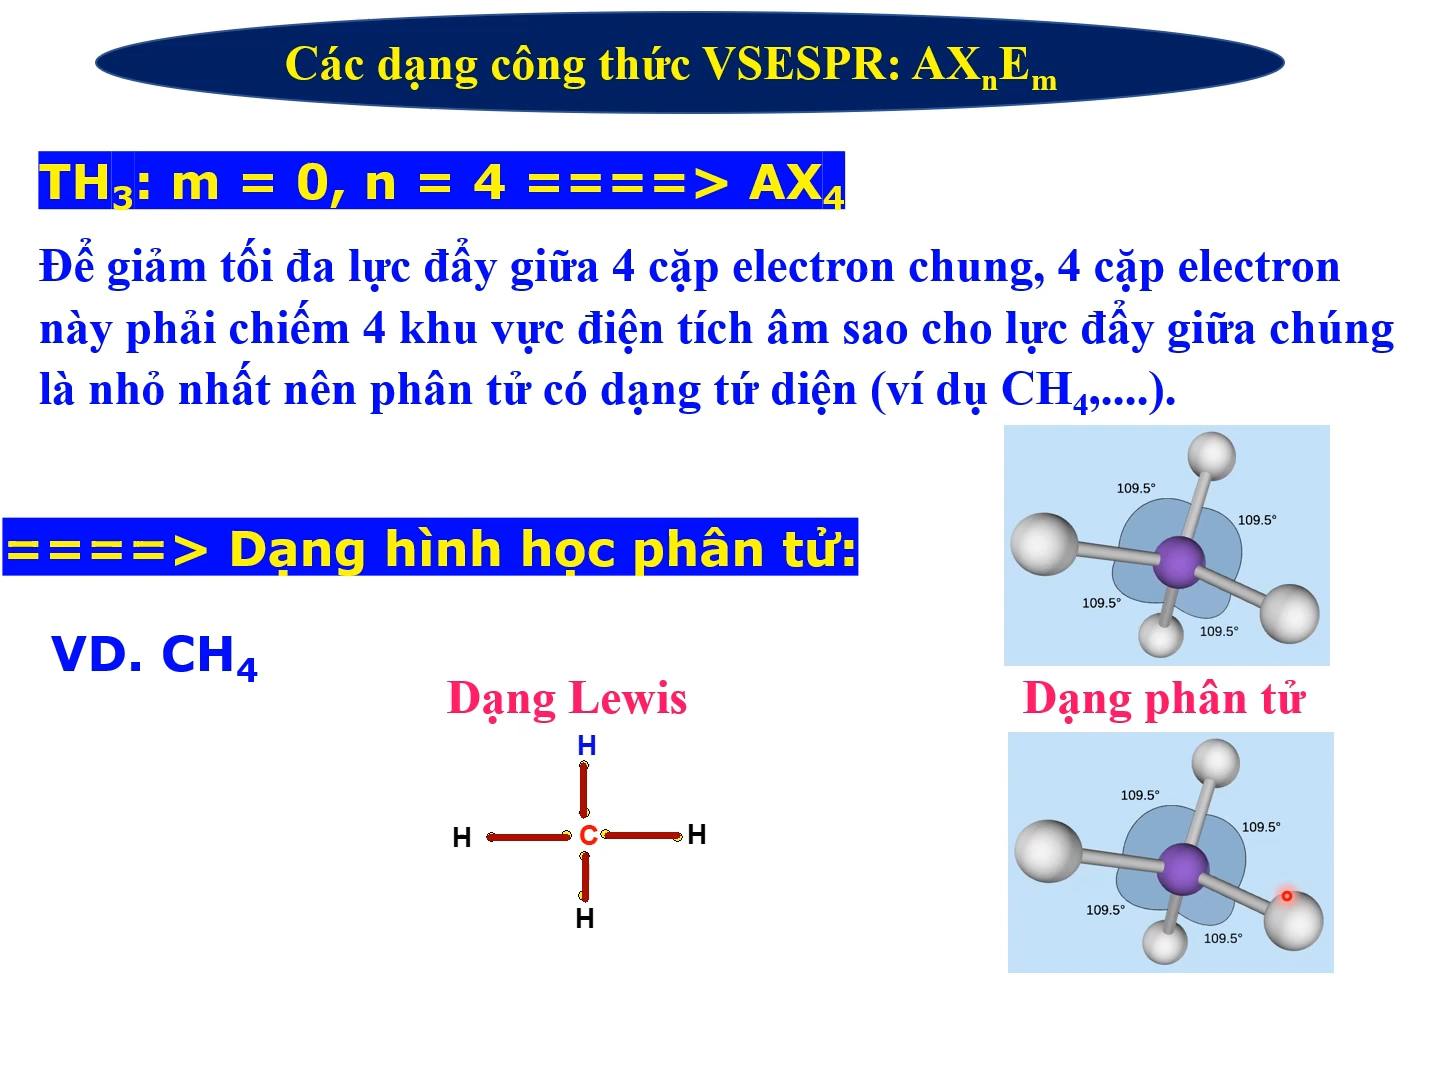 Các dạng công thức VSESPR: AXnEm
TH3: m = 0, n = 4 ====> AX4
Để giảm tối đa lực đẩy giữa 4 cặp electron chung, 4 cặp electron
này phải chiếm 4 khu vực điện tích âm sao cho lực đẩy giữa chúng
là nhỏ nhất nên phân tử có dạng tứ diện (ví dụ CH4,....).
109.5°
109.5°
109.5°
109.5°
====> Dạng hình học phân tử:
VD. CH4
Dạng Lewis
Dạng phân tử
H
H C H
H
109.5°
109.5°
109.5°
109.5°